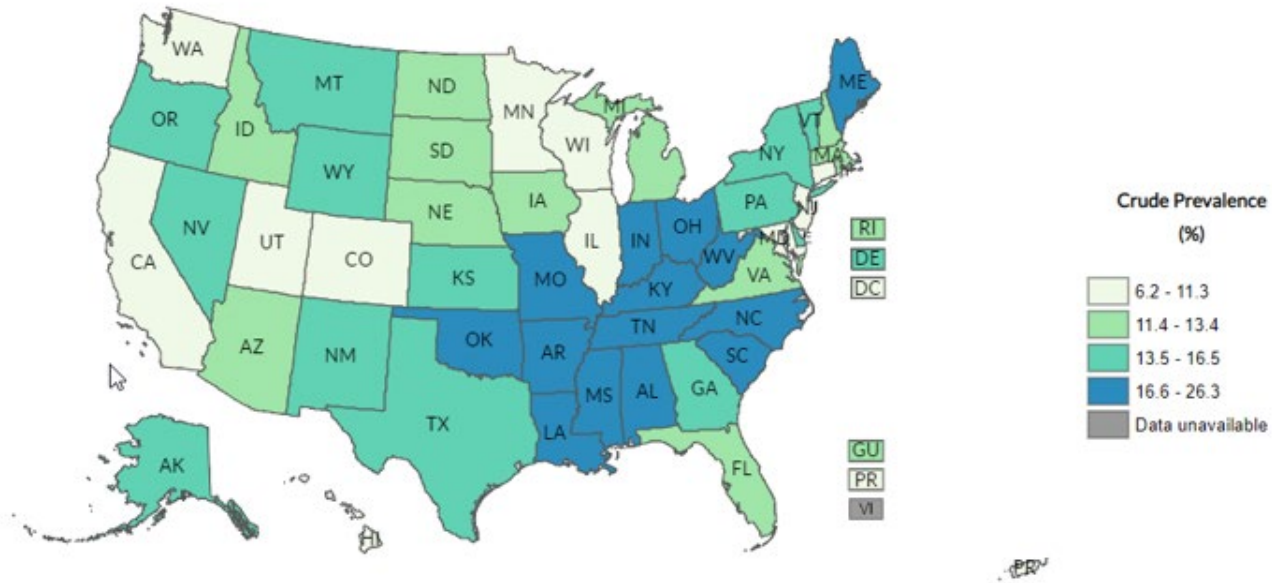 WA
MT
ND
MN
MI
ME
OR
ID
SD
WI
VT
NY
MA
WY
IA
PA
NE
NV
UT
CO
IL
IN
OH
NJ
MD
CA
KS
MO
WV
VA
KY
AZ
NM
OK
AR
TN
NC
SC
MS
AL
GA
TX
LA
FL
AK
HI
PR
RI
DE
DC
GU
PR
VI
Crude Prevalence
(%)
6.2 - 11.3
11.4 - 13.4
13.5 - 16.5
16.6 - 26.3
Data unavailable